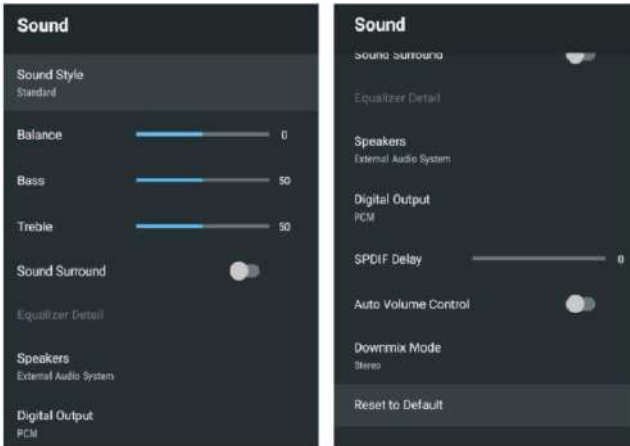 Sound
Sound Style
Standard
Balance 0
Bass 50
Treble 50
Sound Surround
Equalizer Detail
Speakers
External Audio System
Digital Output
PCM
Sound
Sound Surround
Equalizer Detail
Speakers
External Audio System
Digital Output
PCM
SPDIF Delay 0
Auto Volume Control
Downmix Mode
Stereo
Reset to Default